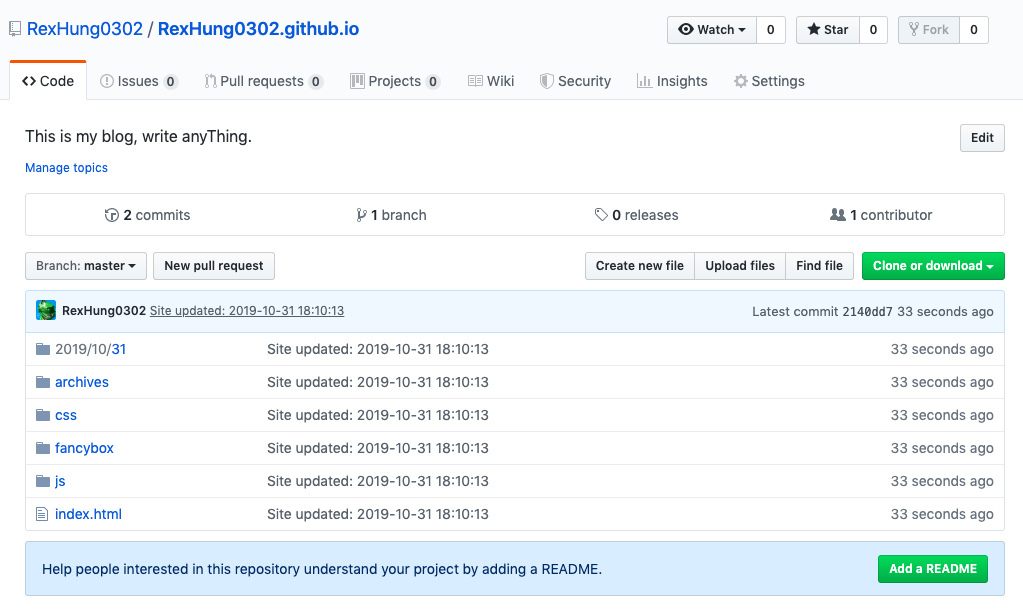 RexHung0302 / RexHung0302.github.io
Watch 0 Star 0 Fork 0
Code Issues 0 Pull requests 0 Projects 0 Wiki Security Insights Settings
This is my blog, write anyThing.
Edit
Manage topics
2 commits 1 branch 0 releases 1 contributor
Branch: master New pull request Create new file Upload files Find file Clone or download
RexHung0302 Site updated: 2019-10-31 18:10:13 Latest commit 2140dd7 33 seconds ago
2019/10/31 Site updated: 2019-10-31 18:10:13 33 seconds ago
archives Site updated: 2019-10-31 18:10:13 33 seconds ago
css Site updated: 2019-10-31 18:10:13 33 seconds ago
fancybox Site updated: 2019-10-31 18:10:13 33 seconds ago
js Site updated: 2019-10-31 18:10:13 33 seconds ago
index.html Site updated: 2019-10-31 18:10:13 33 seconds ago
Help people interested in this repository understand your project by adding a README. Add a README